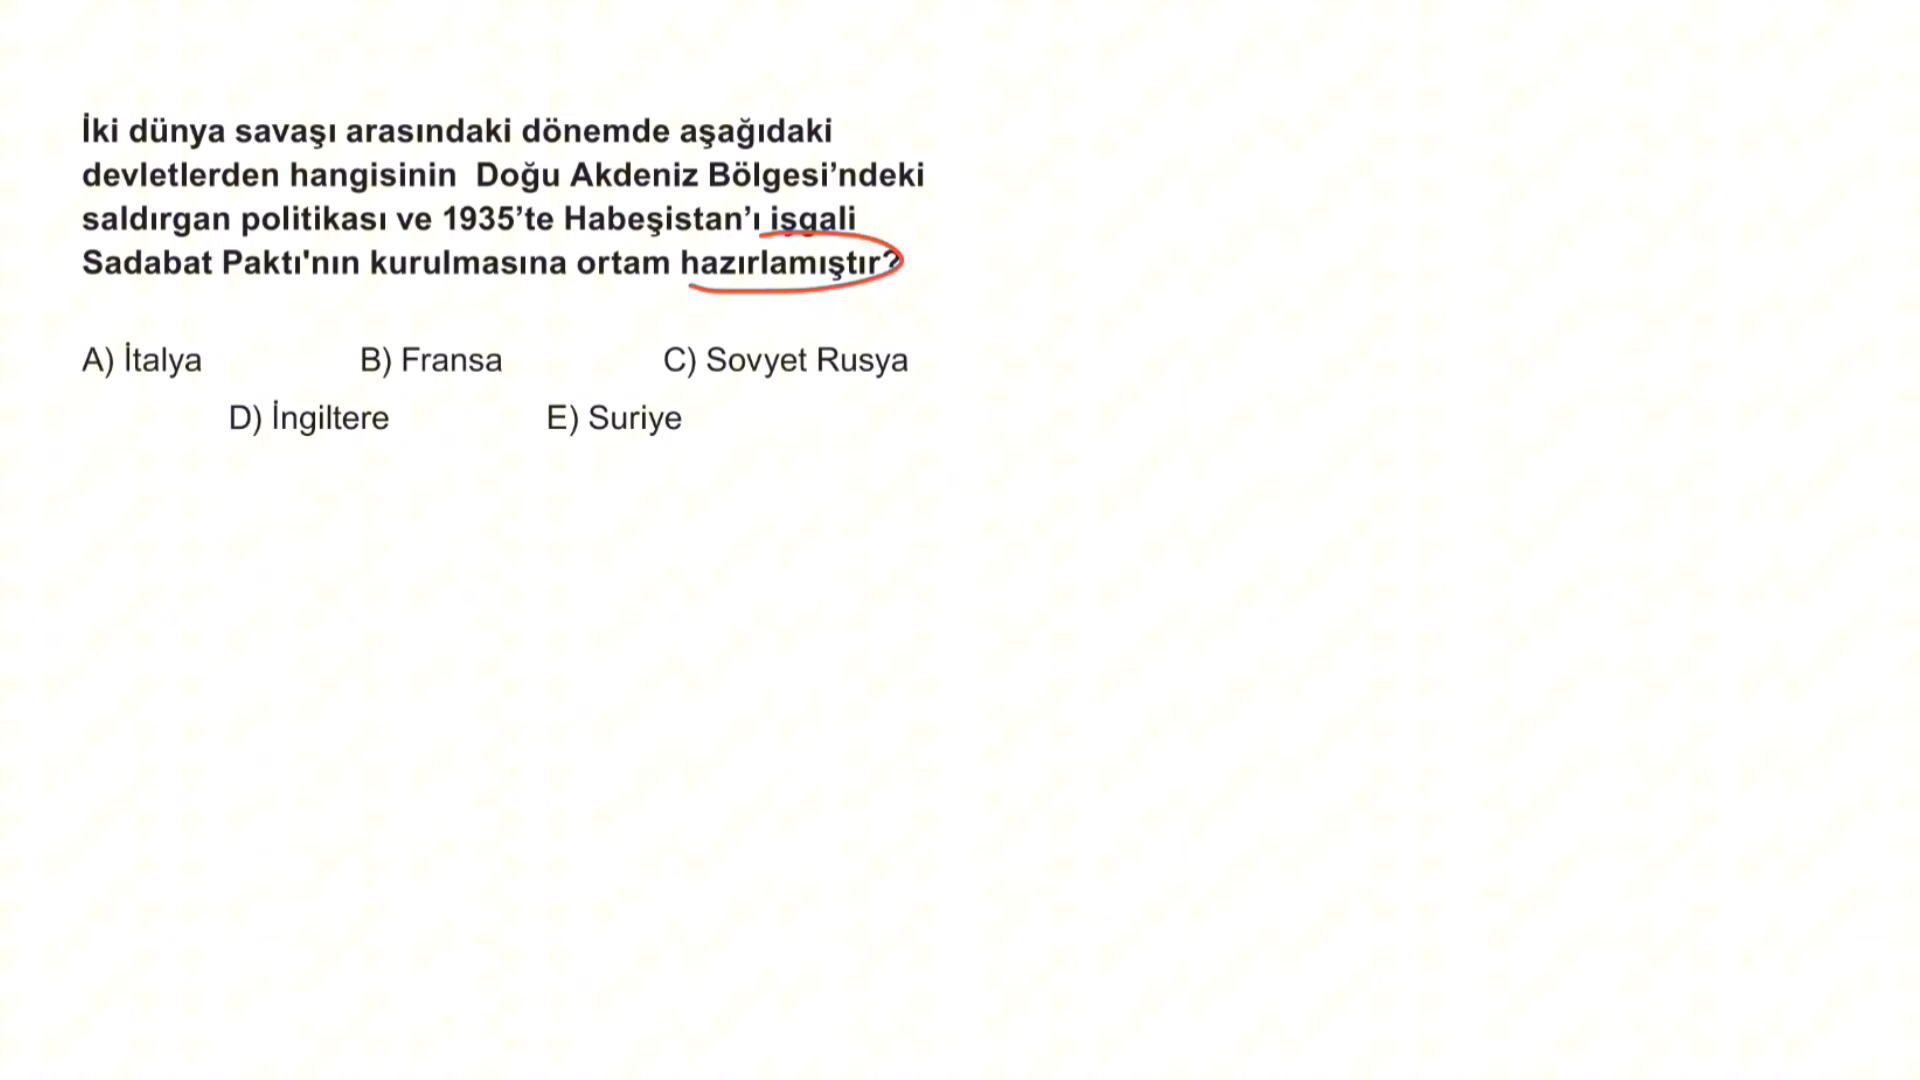 İki dünya savaşı arasındaki dönemde aşağıdaki
devletlerden hangisinin Doğu Akdeniz Bölgesi’ndeki
saldırgan politikası ve 1935’te Habeşistan’ı işgali
Sadabat Paktı'nın kurulmasına ortam hazırlamıştır?
A) İtalya B) Fransa C) Sovyet Rusya
D) İngiltere E) Suriye